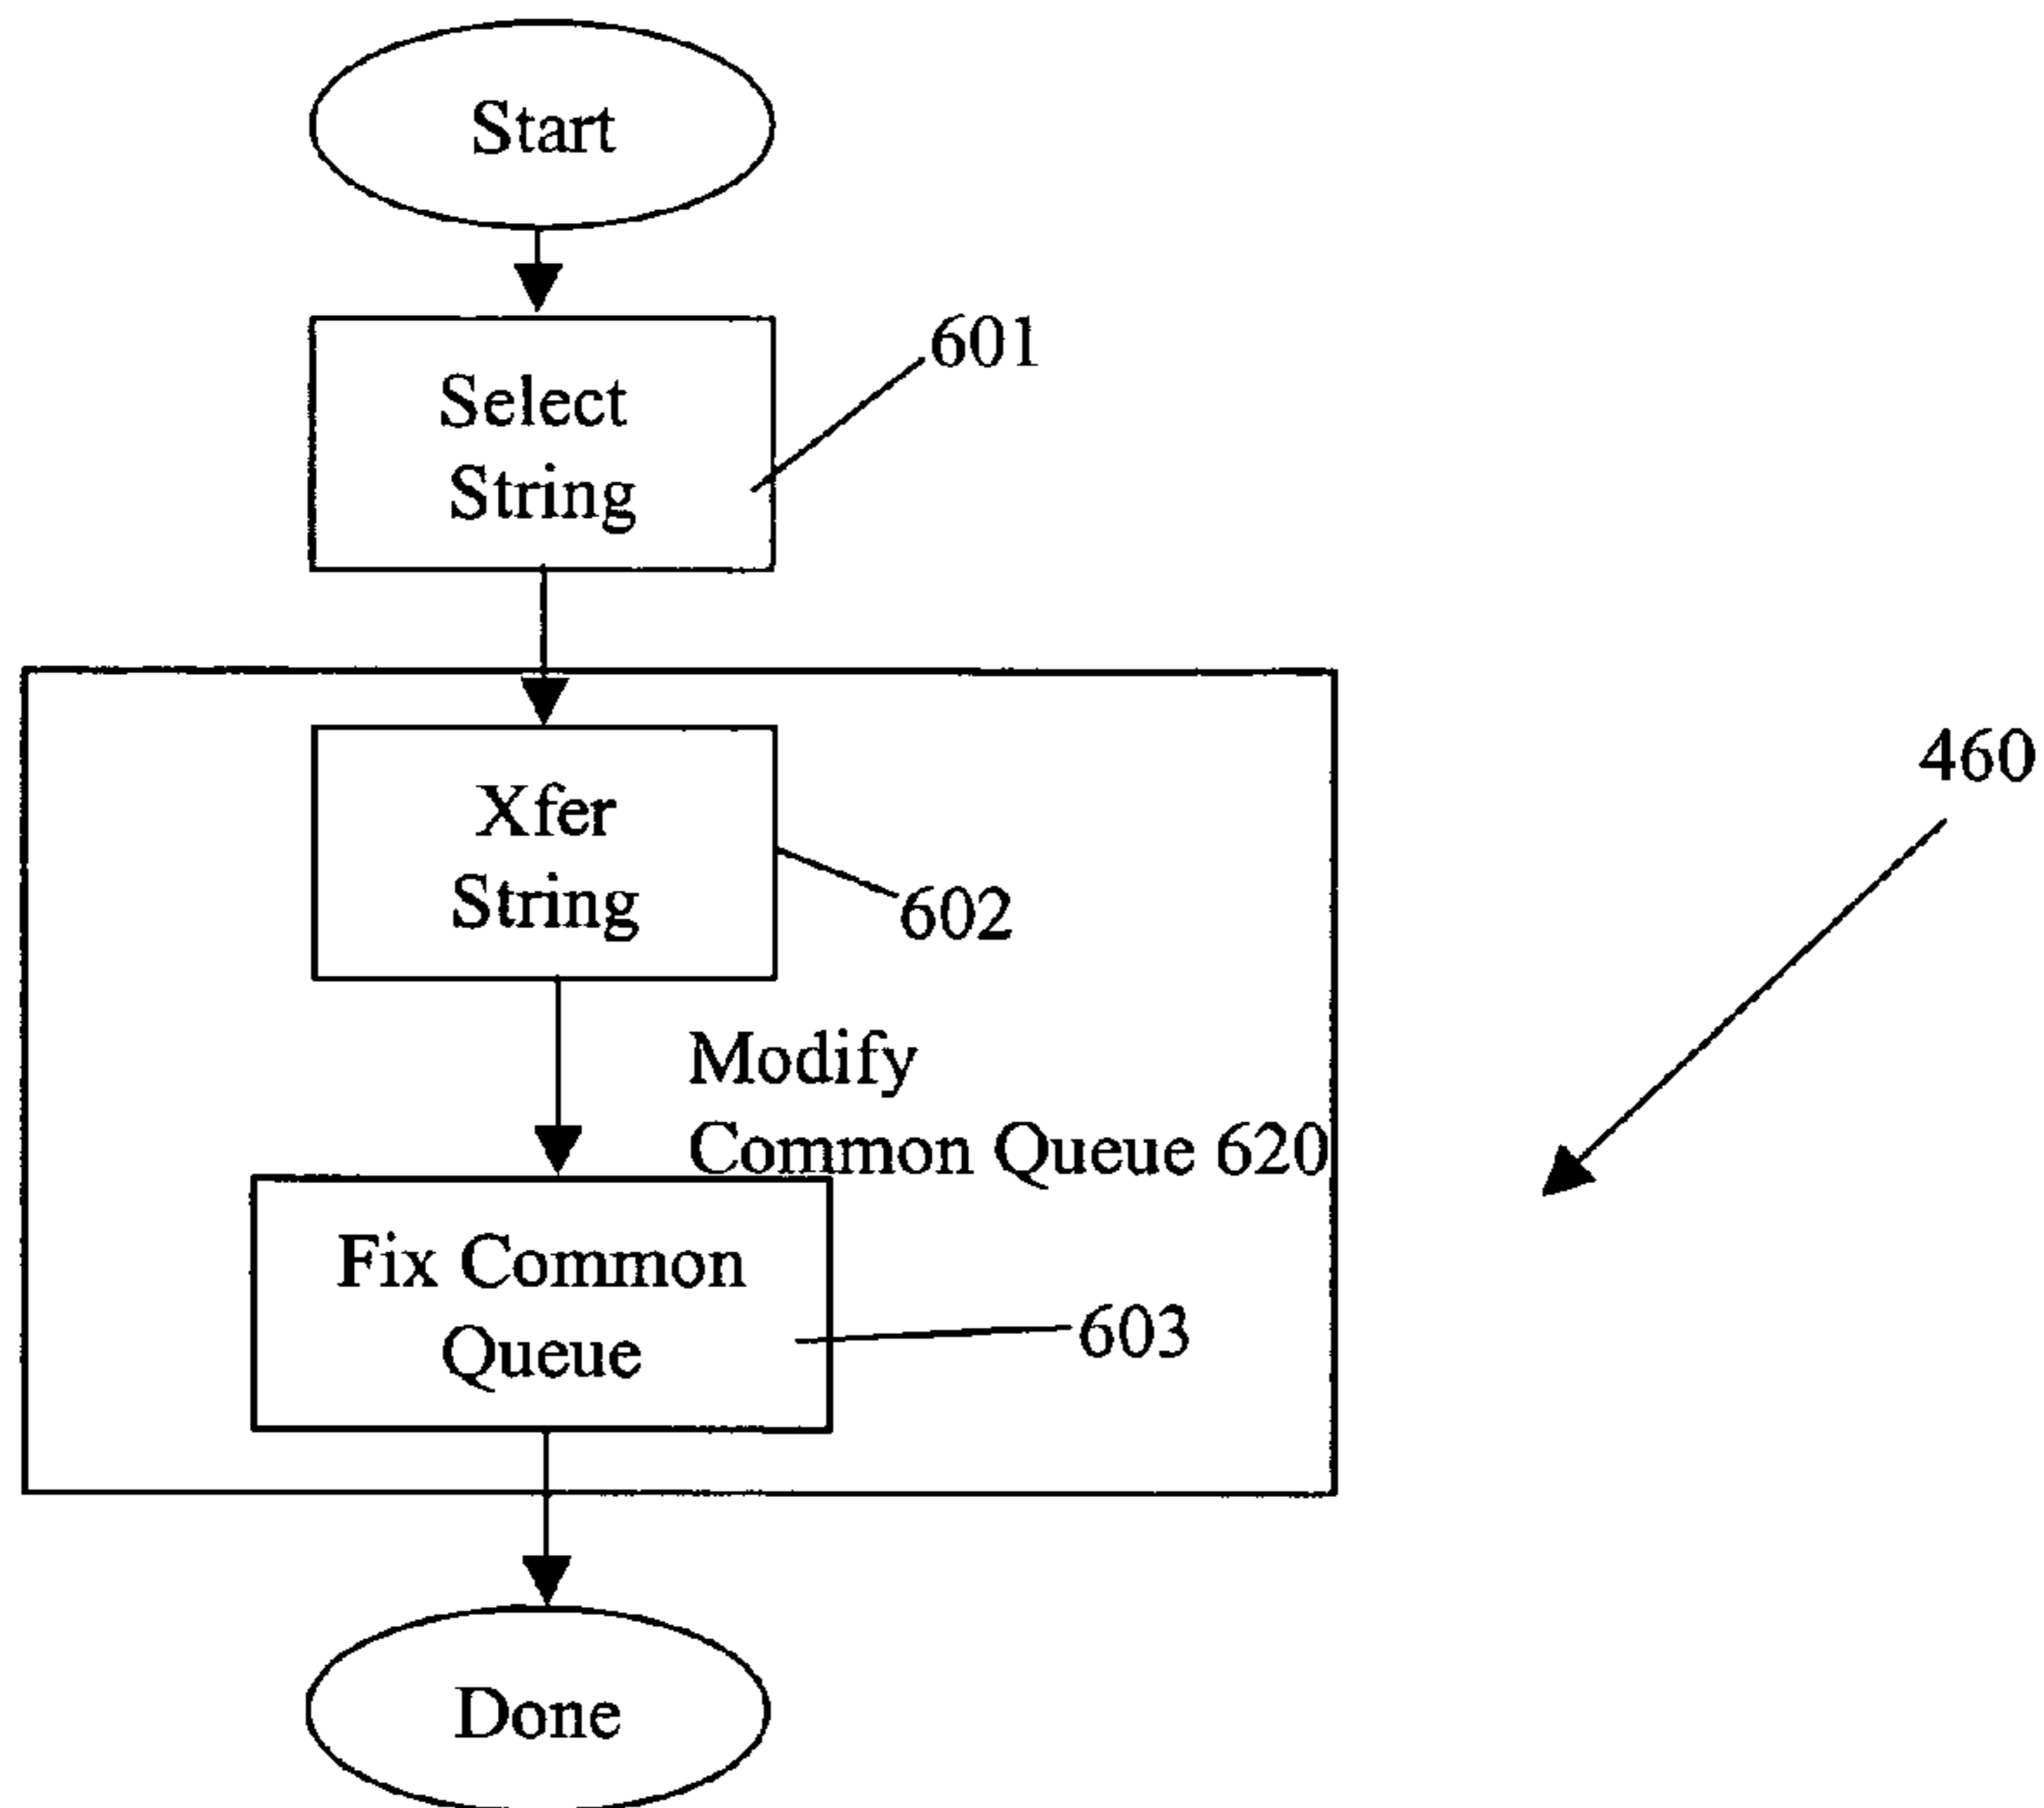 Start
Select
String
601
Xfer
String
602
460
Modify
Common Queue 620
Fix Common
Queue
603
Done